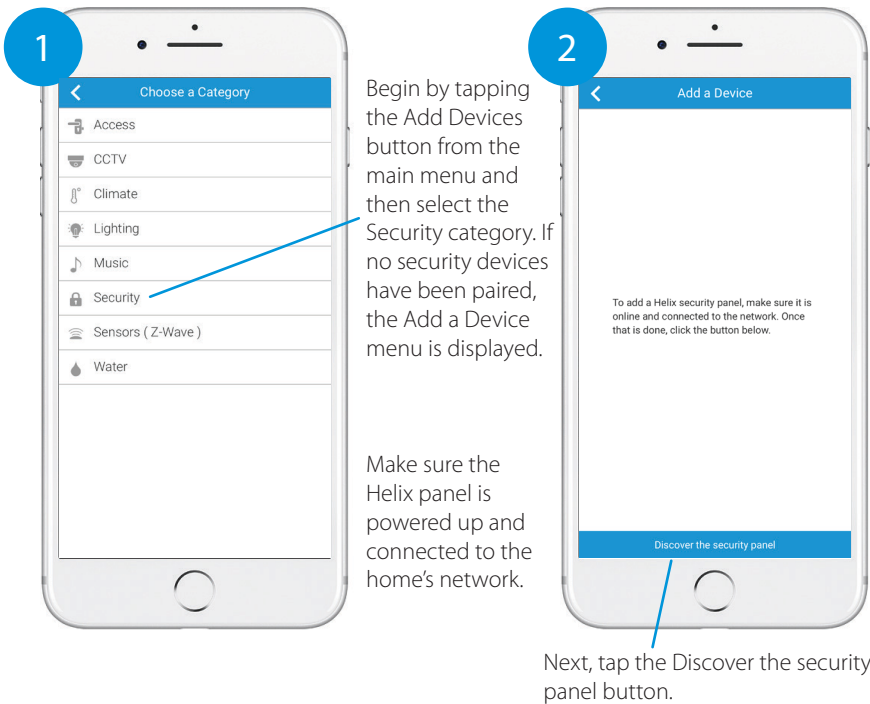 1
Choose a Category
Access
CCTV
Climate
Lighting
Music
Security
Sensors ( Z-Wave )
Water
Begin by tapping
the Add Devices
button from the
main menu and
then select the
Security category. If
no security devices
have been paired,
the Add a Device
menu is displayed.
Make sure the
Helix panel is
powered up and
connected to the
home’s network.
2
Add a Device
To add a Helix security panel, make sure it is
online and connected to the network. Once
that is done, click the button below.
Discover the security panel
Next, tap the Discover the security
panel button.